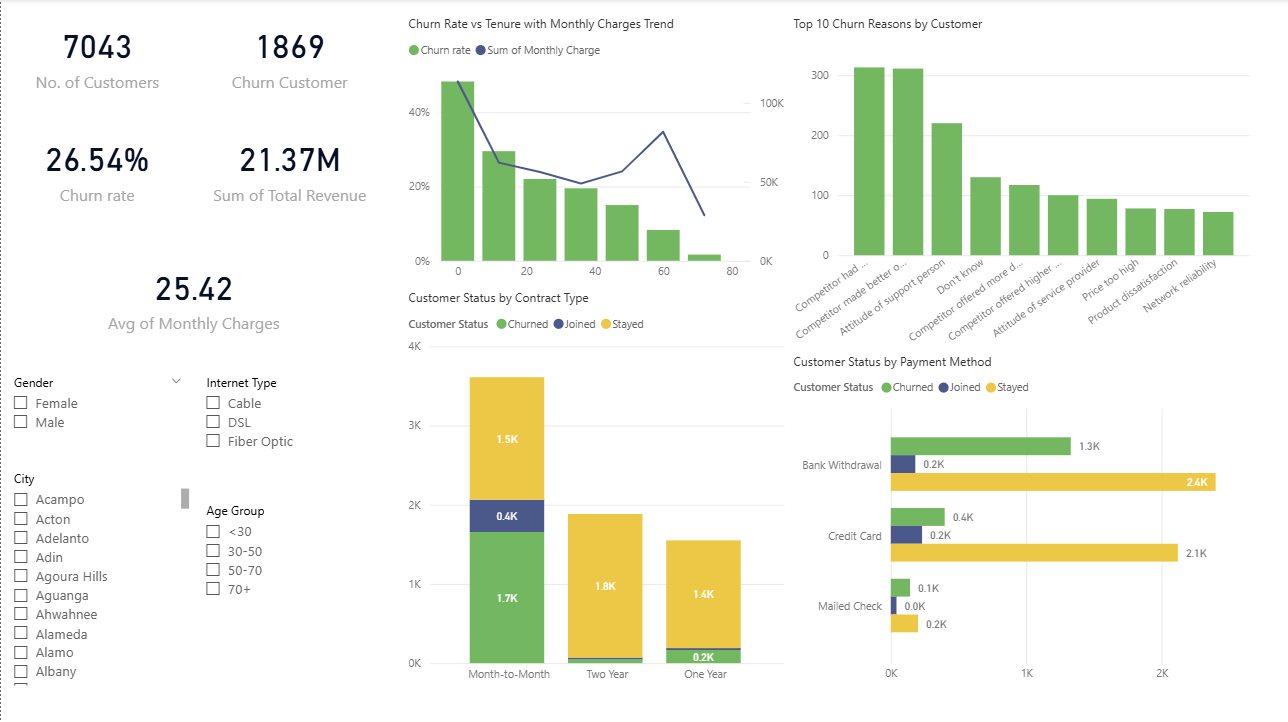 7043
No. of Customers
1869
Churn Customer
26.54%
Churn rate
21.37M
Sum of Total Revenue
25.42
Avg of Monthly Charges
Gender
Female
Male
Internet Type
Cable
DSL
Fiber Optic
City
Acampo
Acton
Adelanto
Adin
Agoura Hills
Aguanga
Ahwahnee
Alameda
Alamo
Albany
Age Group
<30
30-50
50-70
70+
Churn Rate vs Tenure with Monthly Charges Trend
Churn rate Sum of Monthly Charge
40%
20%
0%
100K
50K
0K
0 20 40 60 80
Customer Status by Contract Type
Customer Status Churned Joined Stayed
4K
3K
2K
1K
0K
1.5K
0.4K
1.7K
1.8K
1.4K
0.2K
Month-to-Month Two Year One Year
Top 10 Churn Reasons by Customer
300
200
100
0
Competitor had ...
Competitor made better o...
Attitude of support person
Don't know
Competitor offered more d...
Competitor offered higher ...
Attitude of service provider
Price too high
Product dissatisfaction
Network reliability
Customer Status by Payment Method
Customer Status Churned Joined Stayed
Bank Withdrawal
1.3K
0.2K
2.4K
Credit Card
0.4K
0.2K
2.1K
Mailed Check
0.1K
0.0K
0.2K
0K 1K 2K